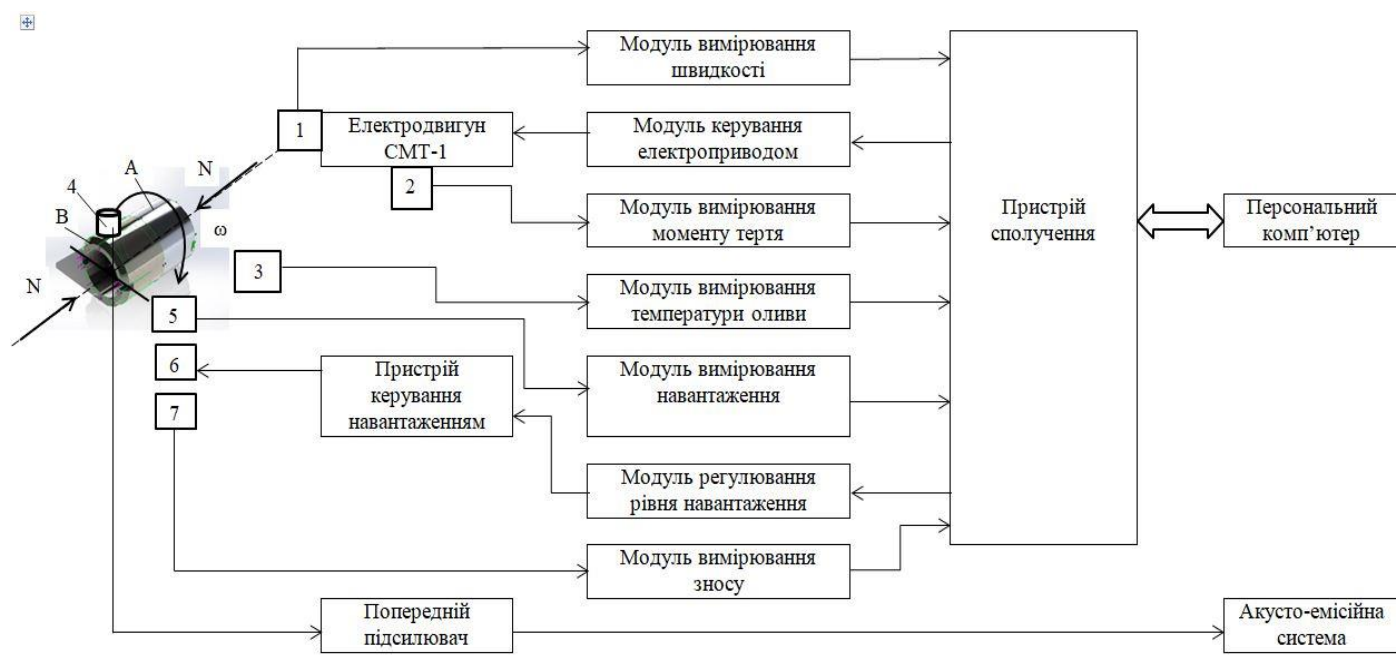 Модуль вимірювання
швидкості
1
Електродвигун
СМТ-1
Модуль керування
електроприводом
A
N
4
2
B
ω
Модуль вимірювання
моменту тертя
Пристрій
сполучення
Персональний
комп’ютер
3
N
5
Модуль вимірювання
температури оливи
6
Пристрій
керування
навантаженням
Модуль вимірювання
навантаження
7
Модуль регулювання
рівня навантаження
Модуль вимірювання
зносу
Попередній
підсилювач
Акусто-емісійна
система